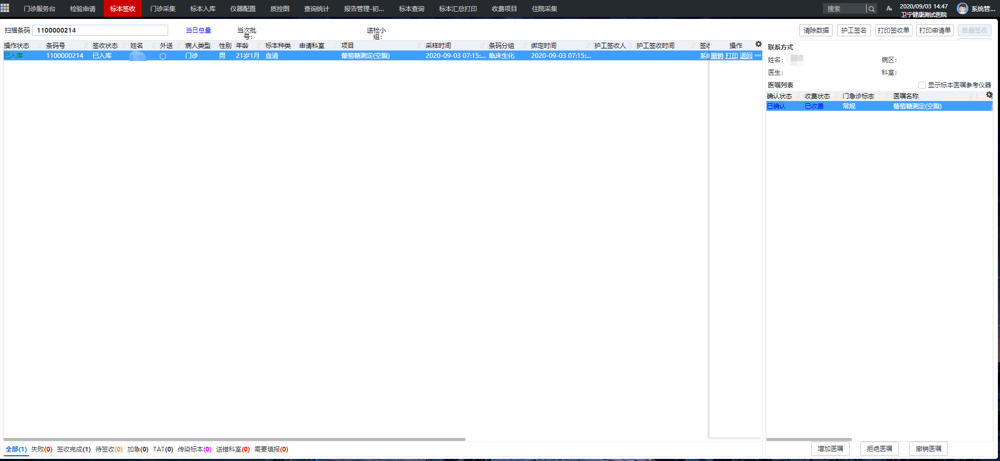 门诊服务台 检验申请 标本签收 门诊采集 标本入库 仪器配置 质控图 查询统计 报告管理-初... 标本查询 标本汇总打印 收费项目 住院采集 搜索 2020/09/03 14:47 系统管...
卫宁健康测试医院
扫描条码 1100000214 当日总量 当次批号: 送检小组: 清除数据 护工签名 打印签收单 打印申请单 批量签收
操作状态 条码号 签收状态 姓名 外送 病人类型 性别 年龄 标本种类 申请科室 项目 采样时间 条码分组 绑定时间 护工签收人 护工签收时间 签收 操作
已入库 1100000214 已入库 门诊 男 21岁1月 血清 葡萄糖测定(空腹) 2020-09-03 07:15:... 临床生化 2020-09-03 07:15:... 系统 撤销 打印 退回
联系方式
姓名: 病区:
医生: 科室:
医嘱列表 显示标本医嘱参考仪器
确认状态 收费状态 门急诊标志 医嘱名称
已确认 已收费 常规 葡萄糖测定(空腹)
全部(1) 失败(0) 签收完成(1) 待签收(0) 加急(0) TAT(0) 传染标本(0) 送错科室(0) 需要填报(0)
增加医嘱 拒绝医嘱 撤销医嘱